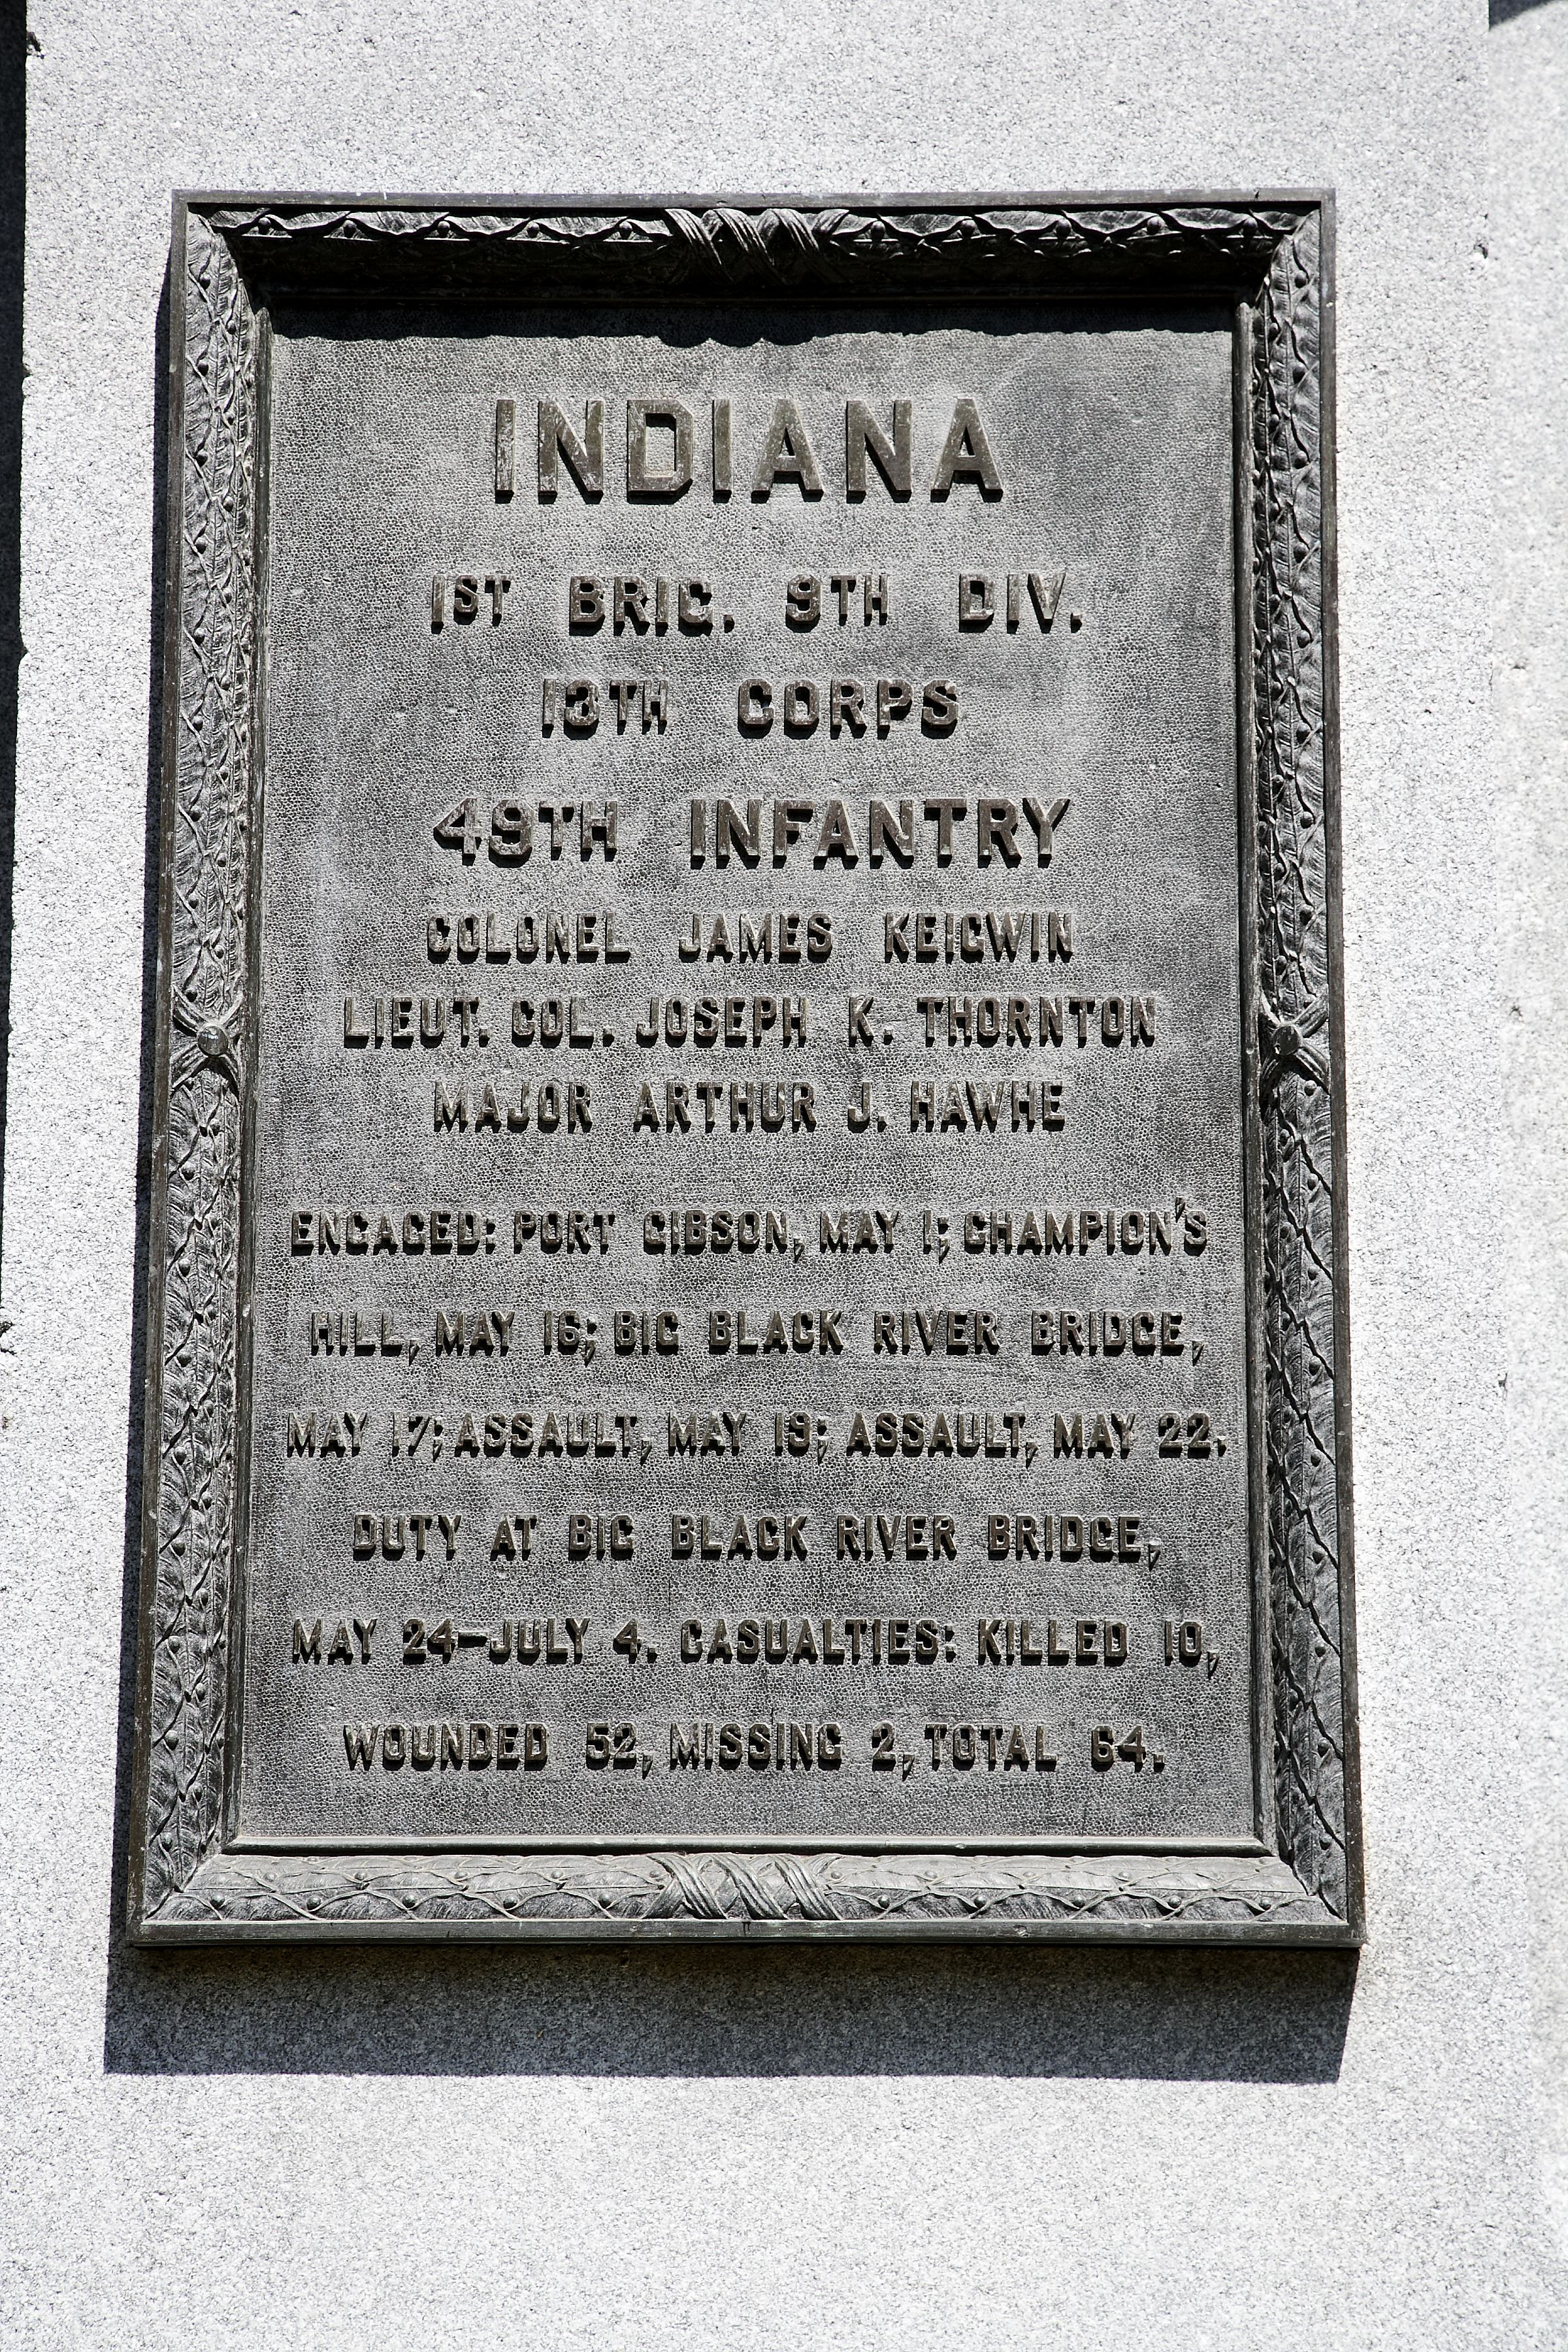 INDIANA
1ST BRIG. 9TH DIV.
13TH CORPS
49TH INFANTRY
COLONEL JAMES KEIGWIN
LIEUT. COL. JOSEPH K. THORNTON
MAJOR ARTHUR J. HAWHE
ENGAGED: PORT GIBSON, MAY 1; CHAMPION'S
HILL, MAY 16; BIG BLACK RIVER BRIDGE,
MAY 17; ASSAULT, MAY 19; ASSAULT, MAY 22.
DUTY AT BIG BLACK RIVER BRIDGE,
MAY 24-JULY 4. CASUALTIES: KILLED 10,
WOUNDED 52, MISSING 2, TOTAL 64.